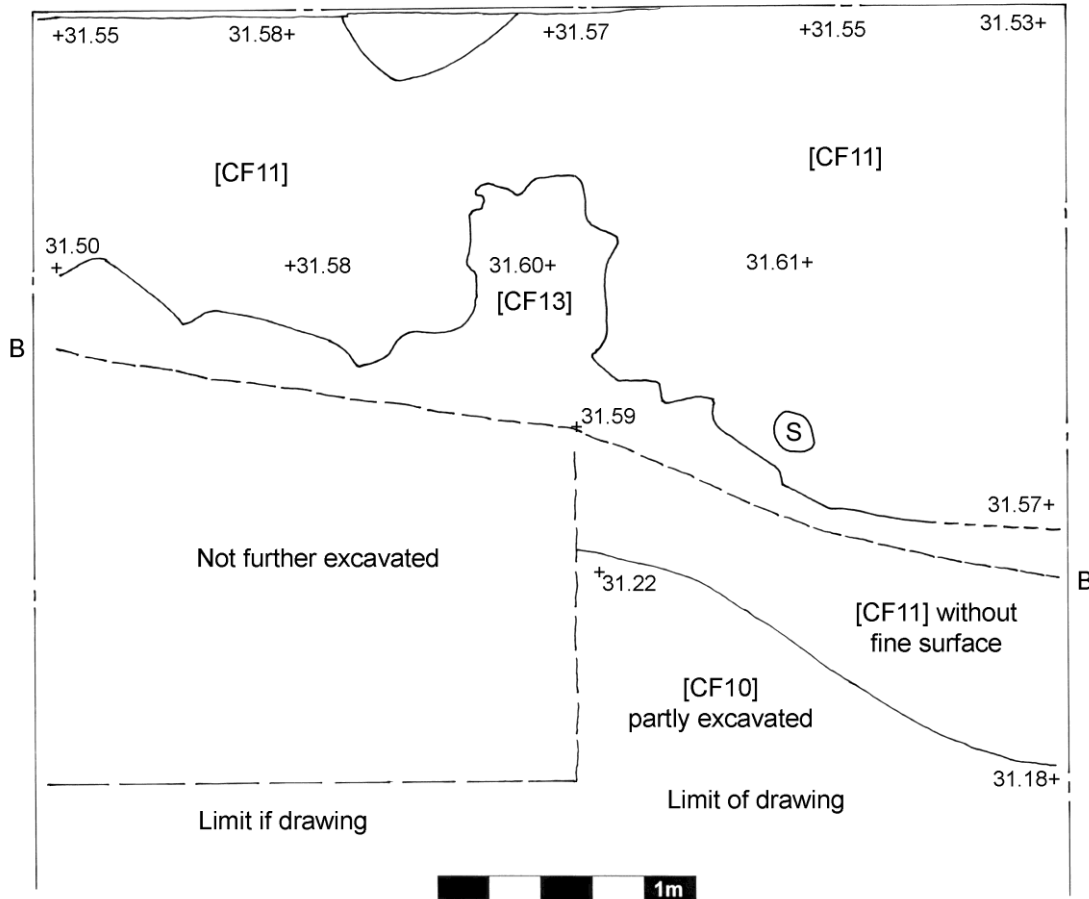 +31.55
31.58+
+31.57
+31.55
31.53+
[CF11]
[CF11]
31.50
+
+31.58
31.60+
31.61+
[CF13]
B
+31.59
S
31.57+
Not further excavated
+31.22
B
[CF11] without
fine surface
[CF10]
partly excavated
31.18+
Limit if drawing
Limit of drawing
1m